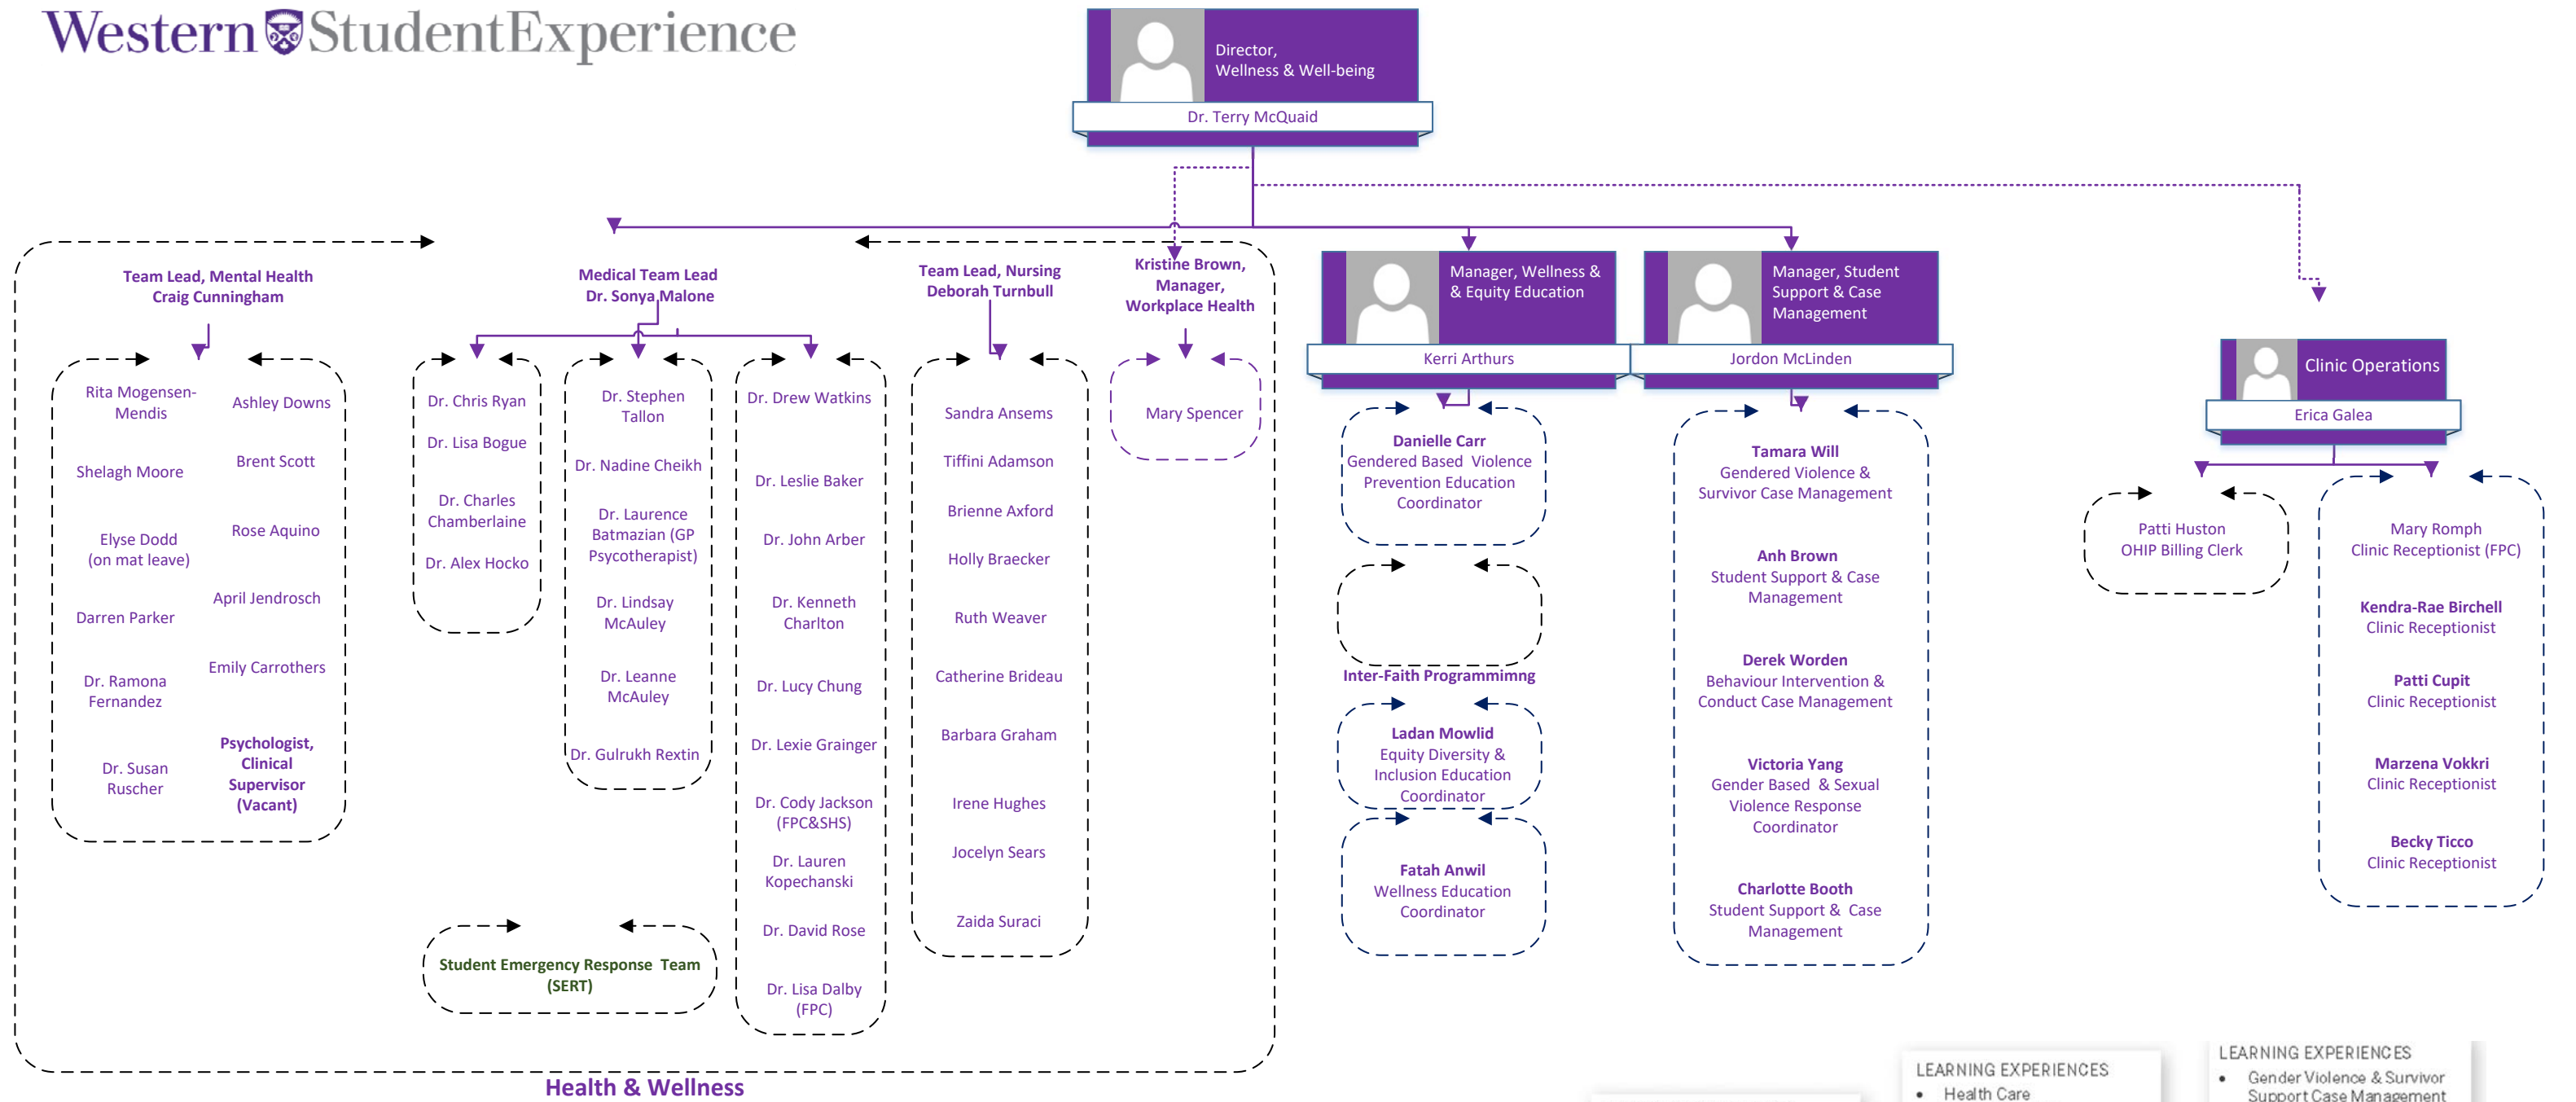 Western StudentExperience
Director,
Wellness & Well-being
Dr. Terry McQuaid
Team Lead, Mental Health
Craig Cunningham
Rita Mogensen-
Mendis
Shelagh Moore
Elyse Dodd
(on mat leave)
Darren Parker
Dr. Ramona
Fernandez
Dr. Susan
Ruscher
Ashley Downs
Brent Scott
Rose Aquino
April Jendrosch
Emily Carrothers
Psychologist,
Clinical
Supervisor
(Vacant)
Medical Team Lead
Dr. Sonya Malone
Dr. Chris Ryan
Dr. Lisa Bogue
Dr. Charles
Chamberlaine
Dr. Alex Hocko
Dr. Stephen
Tallon
Dr. Nadine Cheikh
Dr. Laurence
Batmazian (GP
Psycotherapist)
Dr. Lindsay
McAuley
Dr. Leanne
McAuley
Dr. Gulrukh Rextin
Dr. Drew Watkins
Dr. Leslie Baker
Dr. John Arber
Dr. Kenneth
Charlton
Dr. Lucy Chung
Dr. Lexie Grainger
Dr. Cody Jackson
(FPC&SHS)
Dr. Lauren
Kopechanski
Dr. David Rose
Dr. Lisa Dalby
(FPC)
Student Emergency Response  Team
(SERT)
Team Lead, Nursing
Deborah Turnbull
Sandra Ansems
Tiffini Adamson
Brienne Axford
Holly Braecker
Ruth Weaver
Catherine Brideau
Barbara Graham
Irene Hughes
Jocelyn Sears
Zaida Suraci
Kristine Brown,
Manager,
Workplace Health
Mary Spencer
Health & Wellness
Manager, Wellness &
& Equity Education
Kerri Arthurs
Danielle Carr
Gendered Based  Violence
Prevention Education
Coordinator
Inter-Faith Programmimng
Ladan Mowlid
Equity Diversity &
Inclusion Education
Coordinator
Fatah Anwil
Wellness Education
Coordinator
Manager, Student
Support & Case
Management
Jordon McLinden
Tamara Will
Gendered Violence &
Survivor Case Management
Anh Brown
Student Support & Case
Management
Derek Worden
Behaviour Intervention &
Conduct Case Management
Victoria Yang
Gender Based  & Sexual
Violence Response
Coordinator
Charlotte Booth
Student Support &  Case
Management
Clinic Operations
Erica Galea
Patti Huston
OHIP Billing Clerk
Mary Romph
Clinic Receptionist (FPC)
Kendra-Rae Birchell
Clinic Receptionist
Patti Cupit
Clinic Receptionist
Marzena Vokkri
Clinic Receptionist
Becky Ticco
Clinic Receptionist
LEARNING EXPERIENCES
• Health Care
LEARNING EXPERIENCES
• Gender Violence & Survivor
Support Case Management